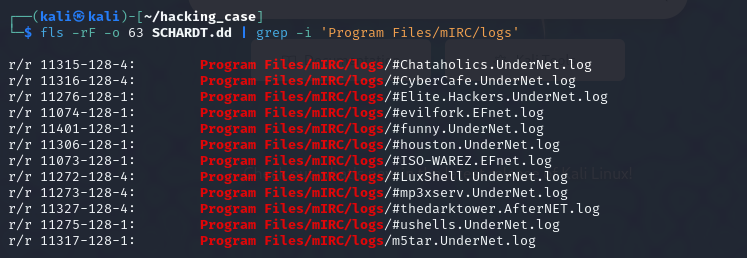 ┌──(kali㉿kali)-[~/hacking_case]
└─$ fls -rF -o 63 SCHARDT.dd | grep -i 'Program Files/mIRC/logs'
r/r 11315-128-4: Program Files/mIRC/logs/#Chataholics.UnderNet.log
r/r 11316-128-4: Program Files/mIRC/logs/#CyberCafe.UnderNet.log
r/r 11276-128-1: Program Files/mIRC/logs/#Elite.Hackers.UnderNet.log
r/r 11074-128-1: Program Files/mIRC/logs/#evilfork.EFnet.log
r/r 11401-128-1: Program Files/mIRC/logs/#funny.UnderNet.log
r/r 11306-128-1: Program Files/mIRC/logs/#houston.UnderNet.log
r/r 11073-128-1: Program Files/mIRC/logs/#ISO-WAREZ.EFnet.log
r/r 11272-128-4: Program Files/mIRC/logs/#LuxShell.UnderNet.log
r/r 11273-128-4: Program Files/mIRC/logs/#mp3xserv.UnderNet.log
r/r 11327-128-4: Program Files/mIRC/logs/#thedarktower.AfterNET.log
r/r 11275-128-1: Program Files/mIRC/logs/#ushells.UnderNet.log
r/r 11317-128-1: Program Files/mIRC/logs/m5tar.UnderNet.log